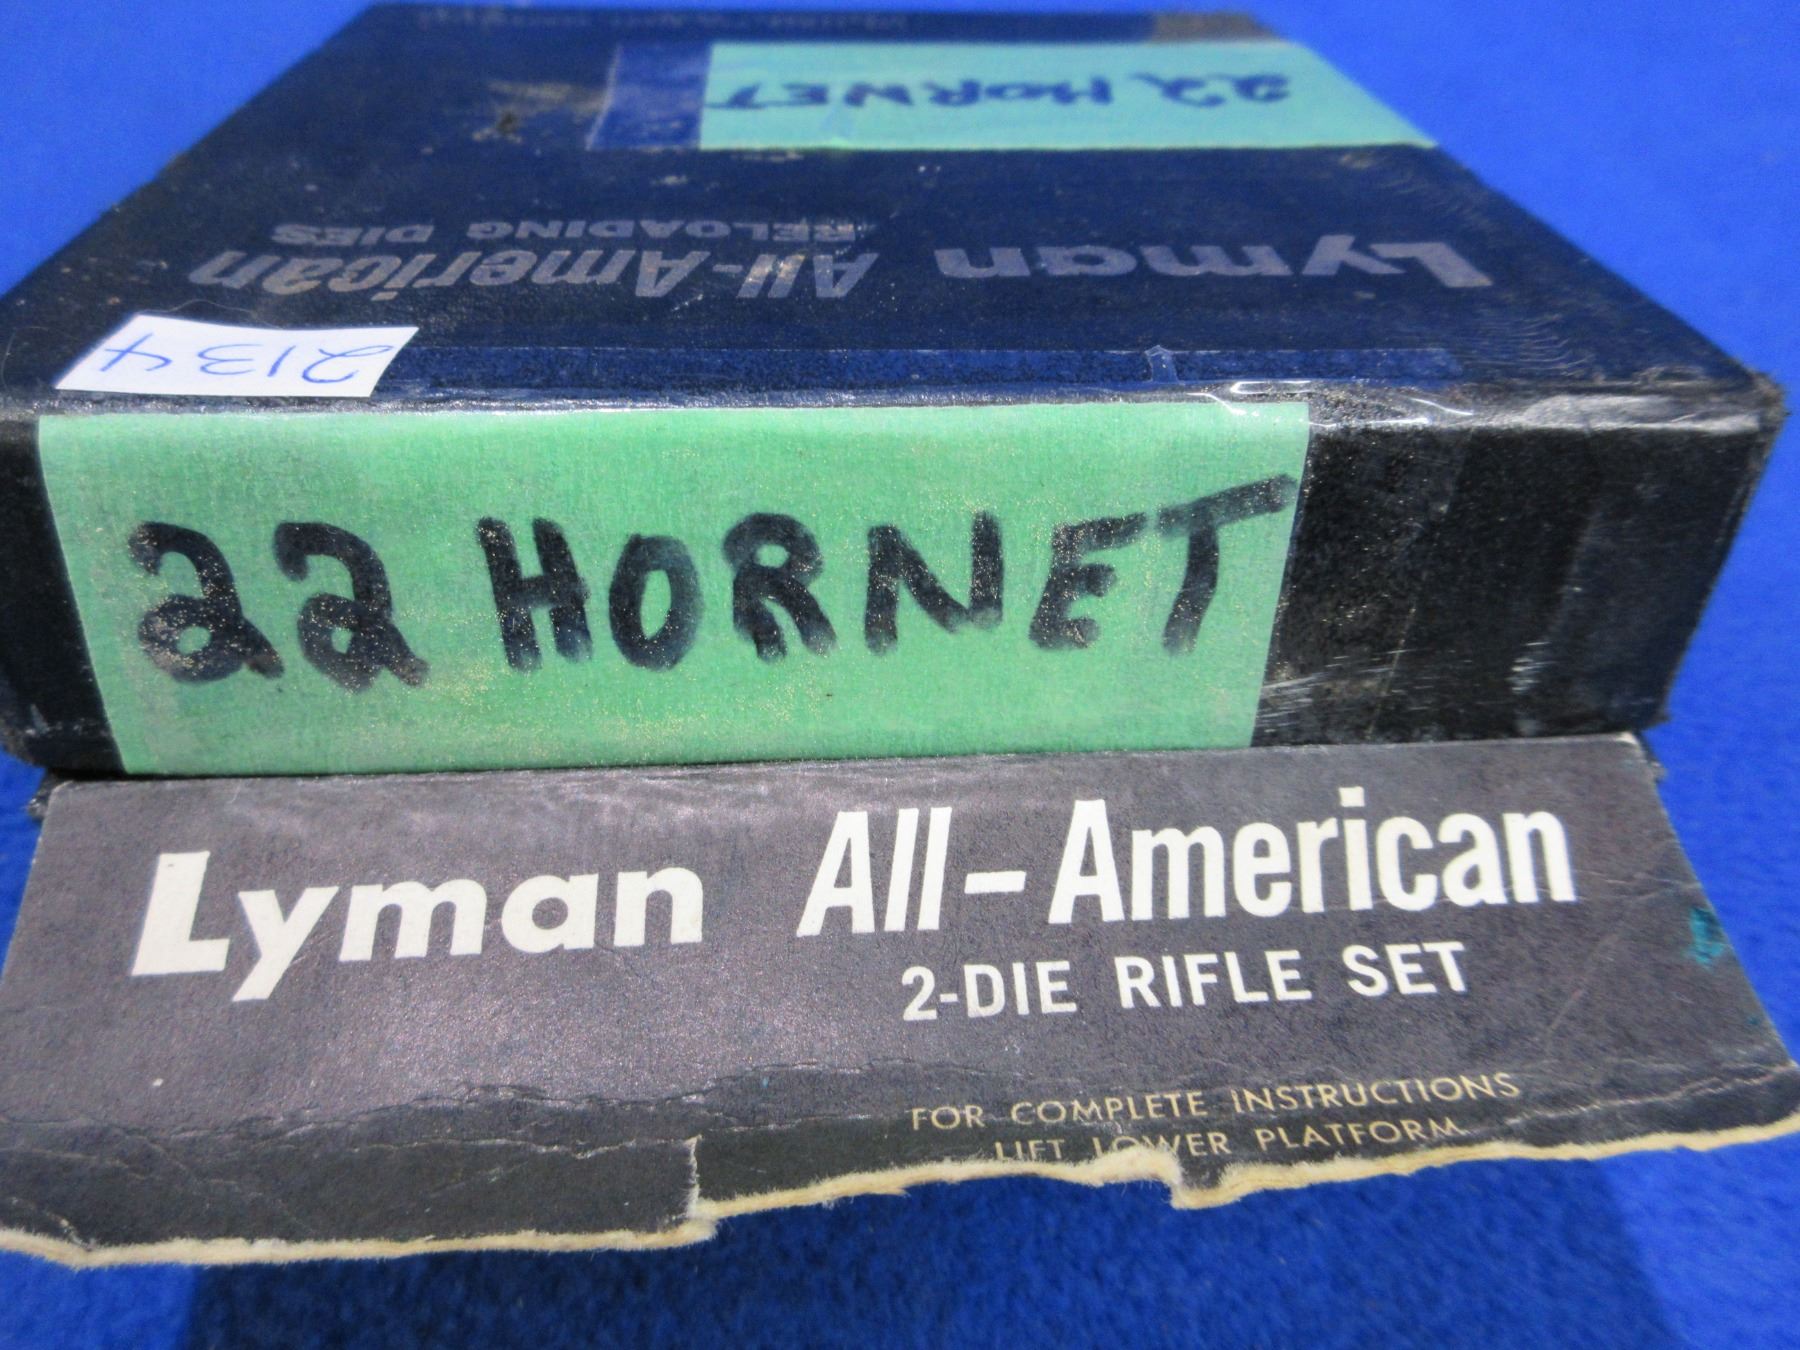 22 HORNET
Lyman All-American
RELOADING DIES
2134
22 HORNET
Lyman All-American
2-DIE RIFLE SET
FOR COMPLETE INSTRUCTIONS
LIFT LOWER PLATFORM